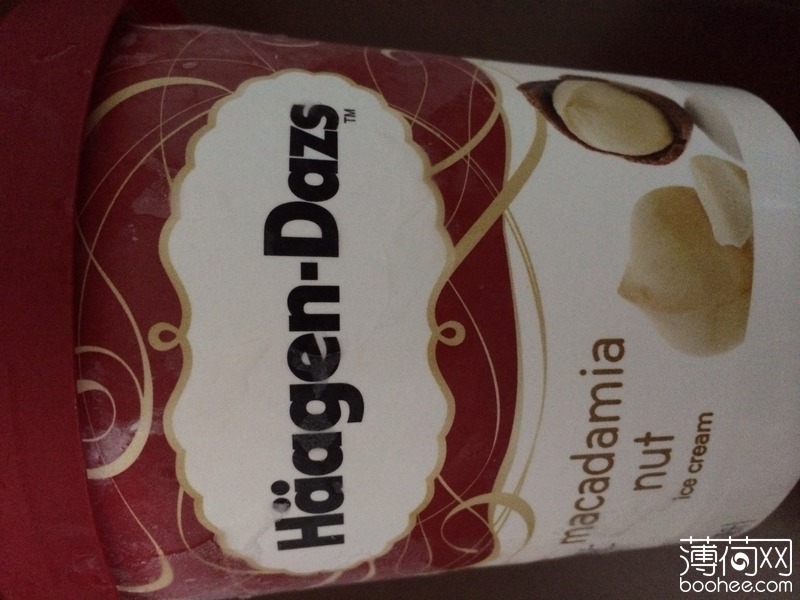 Häagen-Dazs™
macadamia
nut
ice cream
薄荷网
boohee.com